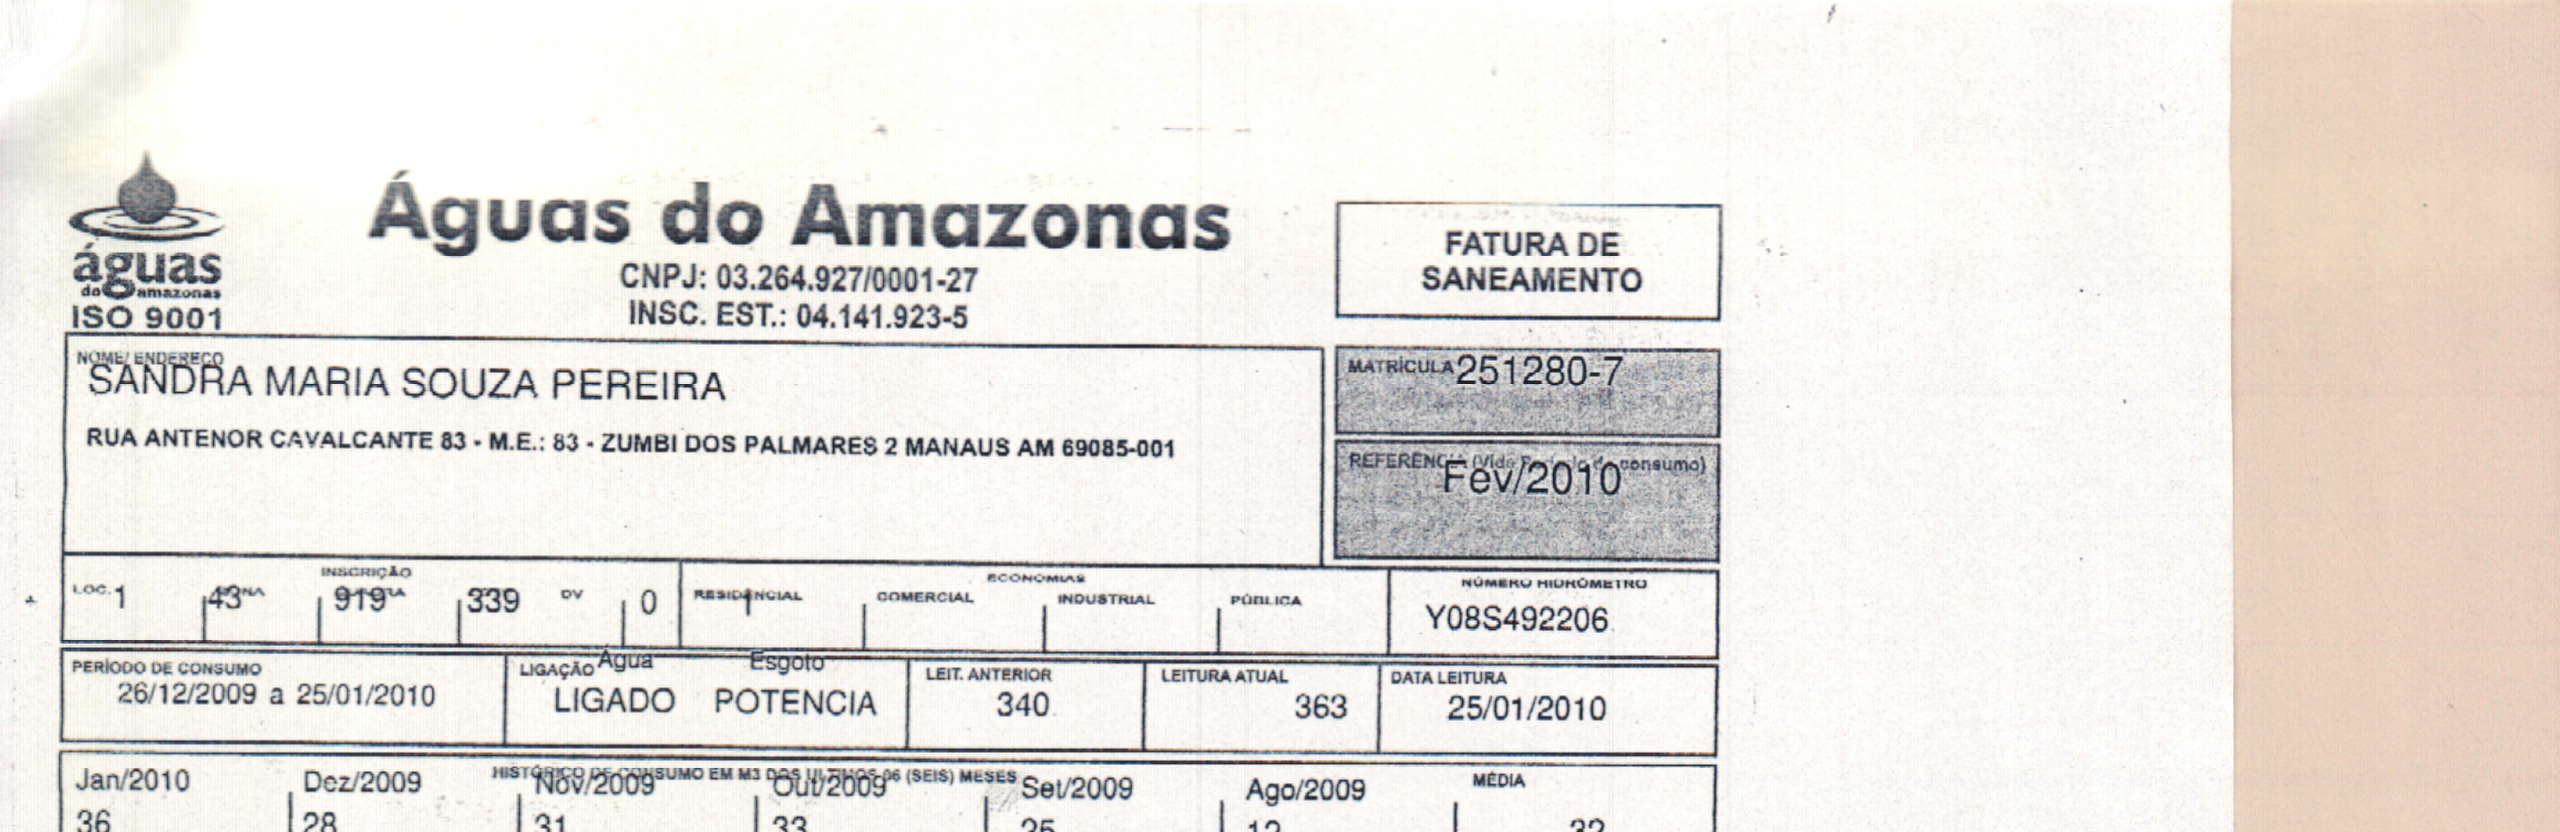 Águas do Amazonas
CNPJ: 03.264.927/0001-27
INSC. EST.: 04.141.923-5
águas
do amazonas
ISO 9001
FATURA DE
SANEAMENTO
NOME/ ENDEREÇO
SANDRA MARIA SOUZA PEREIRA
RUA ANTENOR CAVALCANTE 83 - M.E.: 83 - ZUMBI DOS PALMARES 2 MANAUS AM 69085-001
MATRÍCULA 251280-7
REFERÊNCIA (Vide Período de consumo)
Fev/2010
INSCRIÇÃO
LOC. 1 43 919 339 DV 0
ECONOMIAS
RESIDENCIAL 1 COMERCIAL INDUSTRIAL PÚBLICA
NÚMERO HIDRÔMETRO
Y08S492206
PERÍODO DE CONSUMO
26/12/2009 a 25/01/2010
LIGAÇÃO Agua Esgoto
LIGADO POTENCIA
LEIT. ANTERIOR
340
LEITURA ATUAL
363
DATA LEITURA
25/01/2010
HISTÓRICO DE CONSUMO EM M3 DOS ULTIMOS 06 (SEIS) MESES
Jan/2010 Dez/2009 Nov/2009 Out/2009 Set/2009 Ago/2009 MÉDIA
36 28 31 33 32